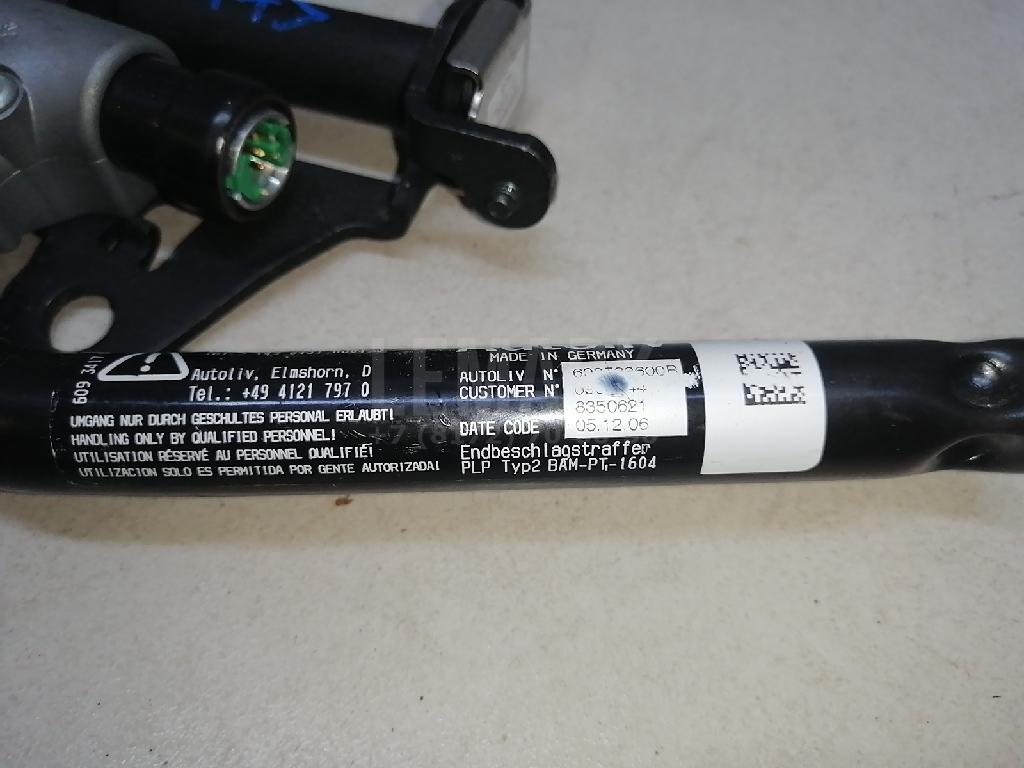 609 3417
Autoliv, Elmshorn, D
Tel.: +49 4121 797 0
UMGANG NUR DURCH GESCHULTES PERSONAL ERLAUBT!
HANDLING ONLY BY QUALIFIED PERSONNEL!
UTILISATION RÉSERVÉ AU PERSONNEL QUALIFIÉ!
UTILIZACION SOLO ES PERMITIDA POR GENTE AUTORIZADA!
MADE IN GERMANY
AUTOLIV N°
CUSTOMER N°
8350621
DATE CODE 05.12.06
Endbeschlagstraffer
PLP Typ2 BAM-PT-1604